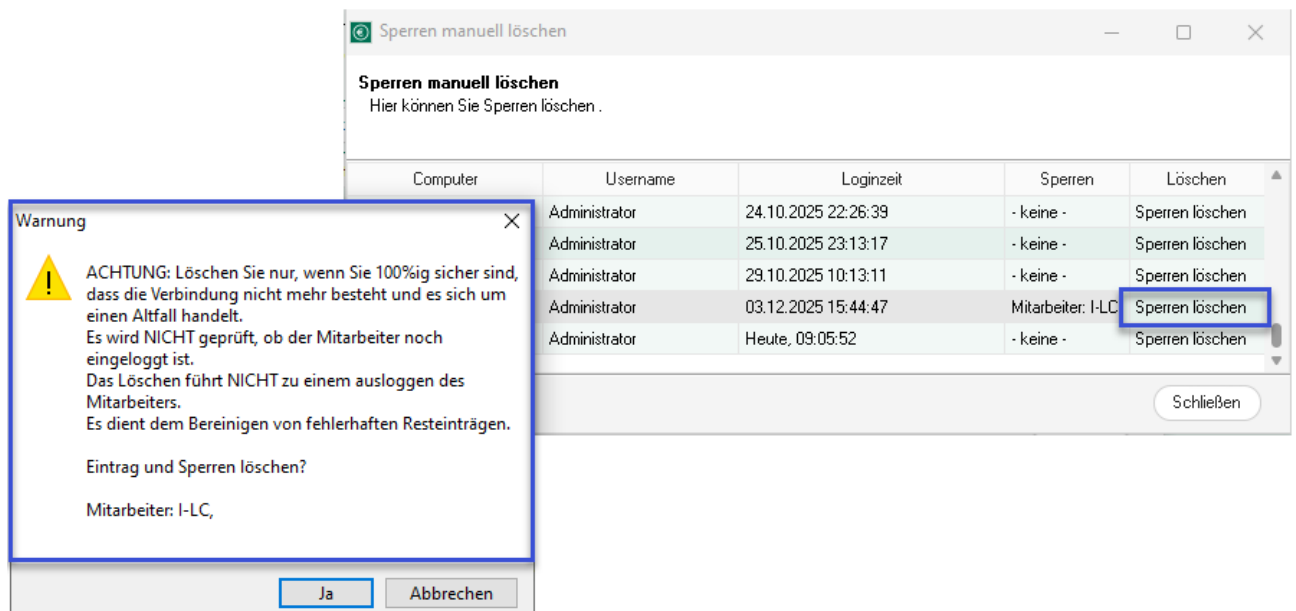 Sperren manuell löschen
Sperren manuell löschen
Hier können Sie Sperren löschen .
Computer Username Loginzeit Sperren Löschen
Administrator 24.10.2025 22:26:39 - keine - Sperren löschen
Administrator 25.10.2025 23:13:17 - keine - Sperren löschen
Administrator 29.10.2025 10:13:11 - keine - Sperren löschen
Administrator 03.12.2025 15:44:47 Mitarbeiter: I-LC Sperren löschen
Administrator Heute, 09:05:52 - keine - Sperren löschen
Schließen
Warnung
ACHTUNG: Löschen Sie nur, wenn Sie 100%ig sicher sind,
dass die Verbindung nicht mehr besteht und es sich um
einen Altfall handelt.
Es wird NICHT geprüft, ob der Mitarbeiter noch
eingeloggt ist.
Das Löschen führt NICHT zu einem ausloggen des
Mitarbeiters.
Es dient dem Bereinigen von fehlerhaften Resteinträgen.
Eintrag und Sperren löschen?
Mitarbeiter: I-LC,
Ja Abbrechen